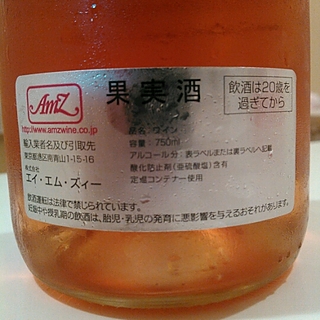 AmZ
果実酒
飲酒は20歳を
過ぎてから
http://www.amzwine.co.jp
輸入業者名及び引取先
東京都港区南青山1-15-16
株式会社
エイ・エム・ズィー
品名：ワイン
容量：750ml
アルコール分：表ラベルまたは裏ラベルへ記載
酸化防止剤(亜硫酸塩)含有
定温コンテナー使用
飲酒運転は法律で禁じられています。
妊娠中や授乳期の飲酒は、胎児・乳児の発育に悪影響を与えるおそれがあります。